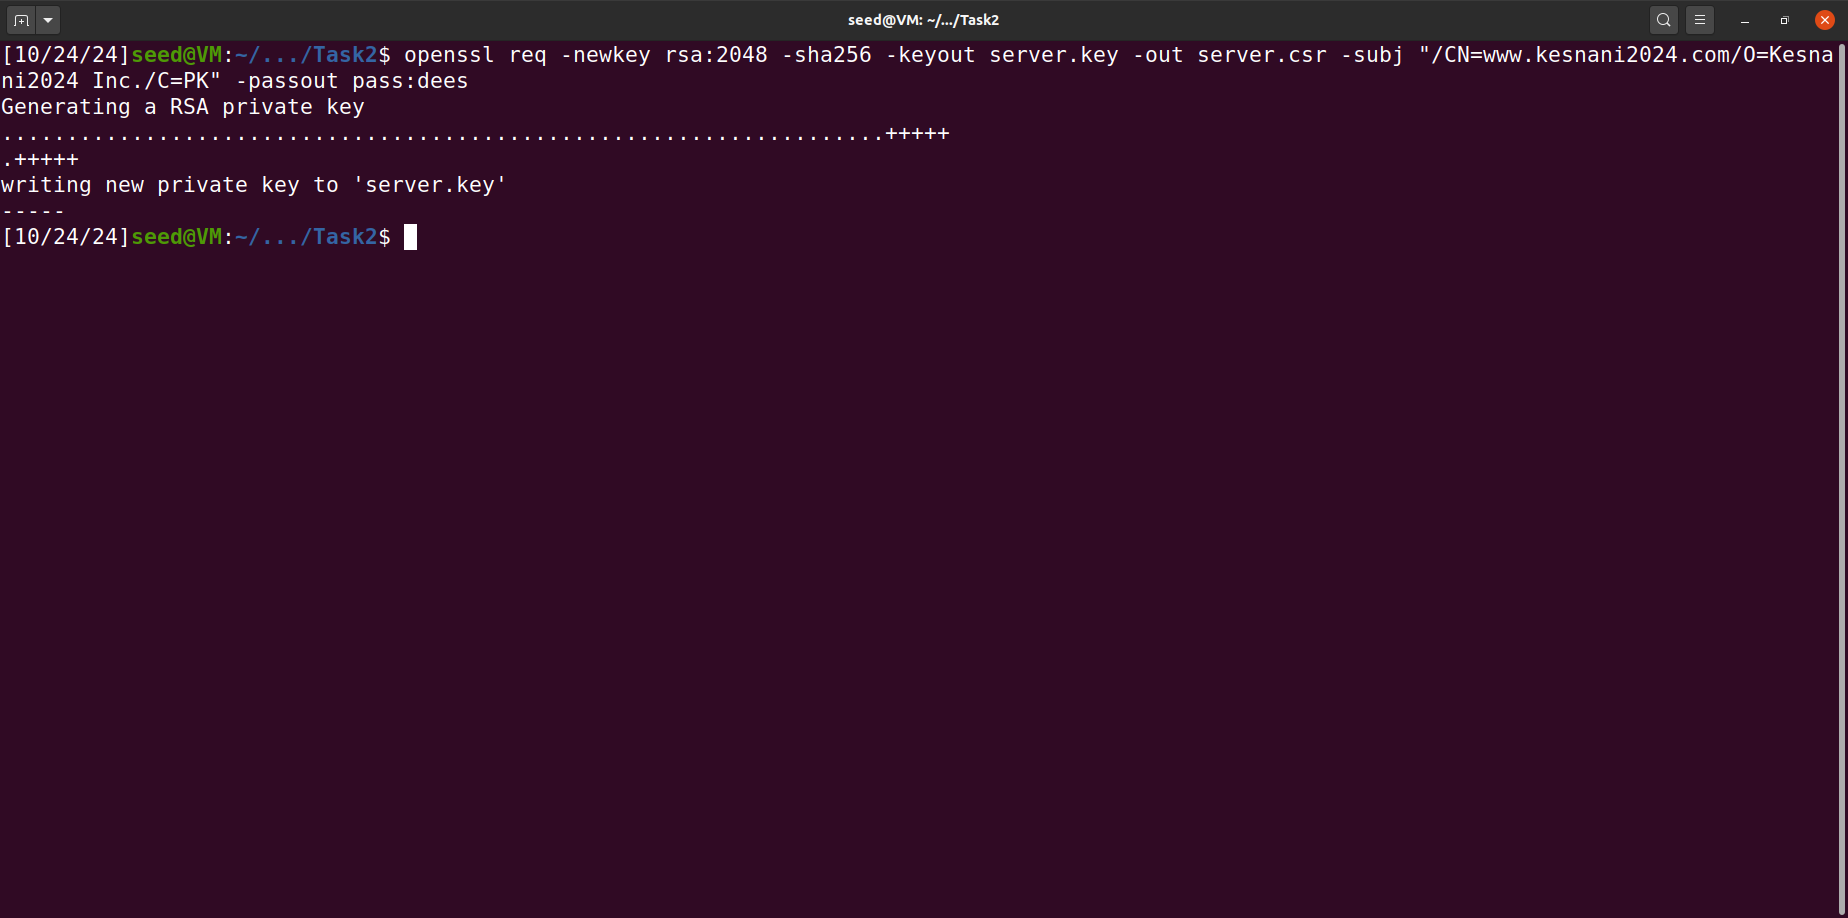 seed@VM: ~/.../Task2
[10/24/24]seed@VM:~/.../Task2$ openssl req -newkey rsa:2048 -sha256 -keyout server.key -out server.csr -subj "/CN=www.kesnani2024.com/O=Kesna
ni2024 Inc./C=PK" -passout pass:dees
Generating a RSA private key
....................................................................+++++
.+++++
writing new private key to 'server.key'
-----
[10/24/24]seed@VM:~/.../Task2$